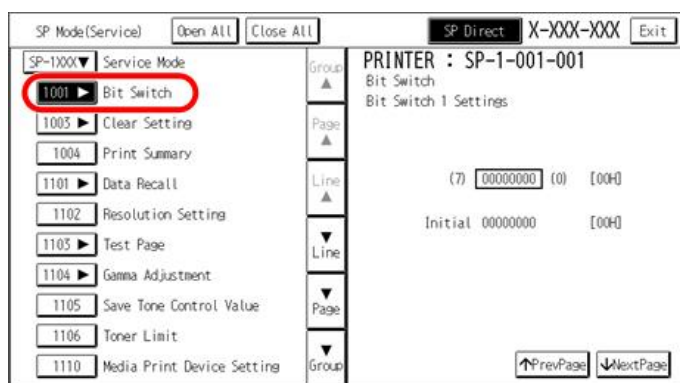 SP Mode(Service) Open All Close All SP Direct X-XXX-XXX Exit
SP-1XXX▼ Service Mode
1001 ► Bit Switch
1003 ► Clear Setting
1004 Print Summary
1101 ► Data Recall
1102 Resolution Setting
1103 ► Test Page
1104 ► Gamma Adjustment
1105 Save Tone Control Value
1106 Toner Limit
1110 Media Print Device Setting
Group
▲
Page
▲
Line
▲
▼
Line
▼
Page
▼
Group
PRINTER : SP-1-001-001
Bit Switch
Bit Switch 1 Settings
(7) 00000000 (0) [00H]
Initial 00000000 [00H]
↑PrevPage ↓NextPage